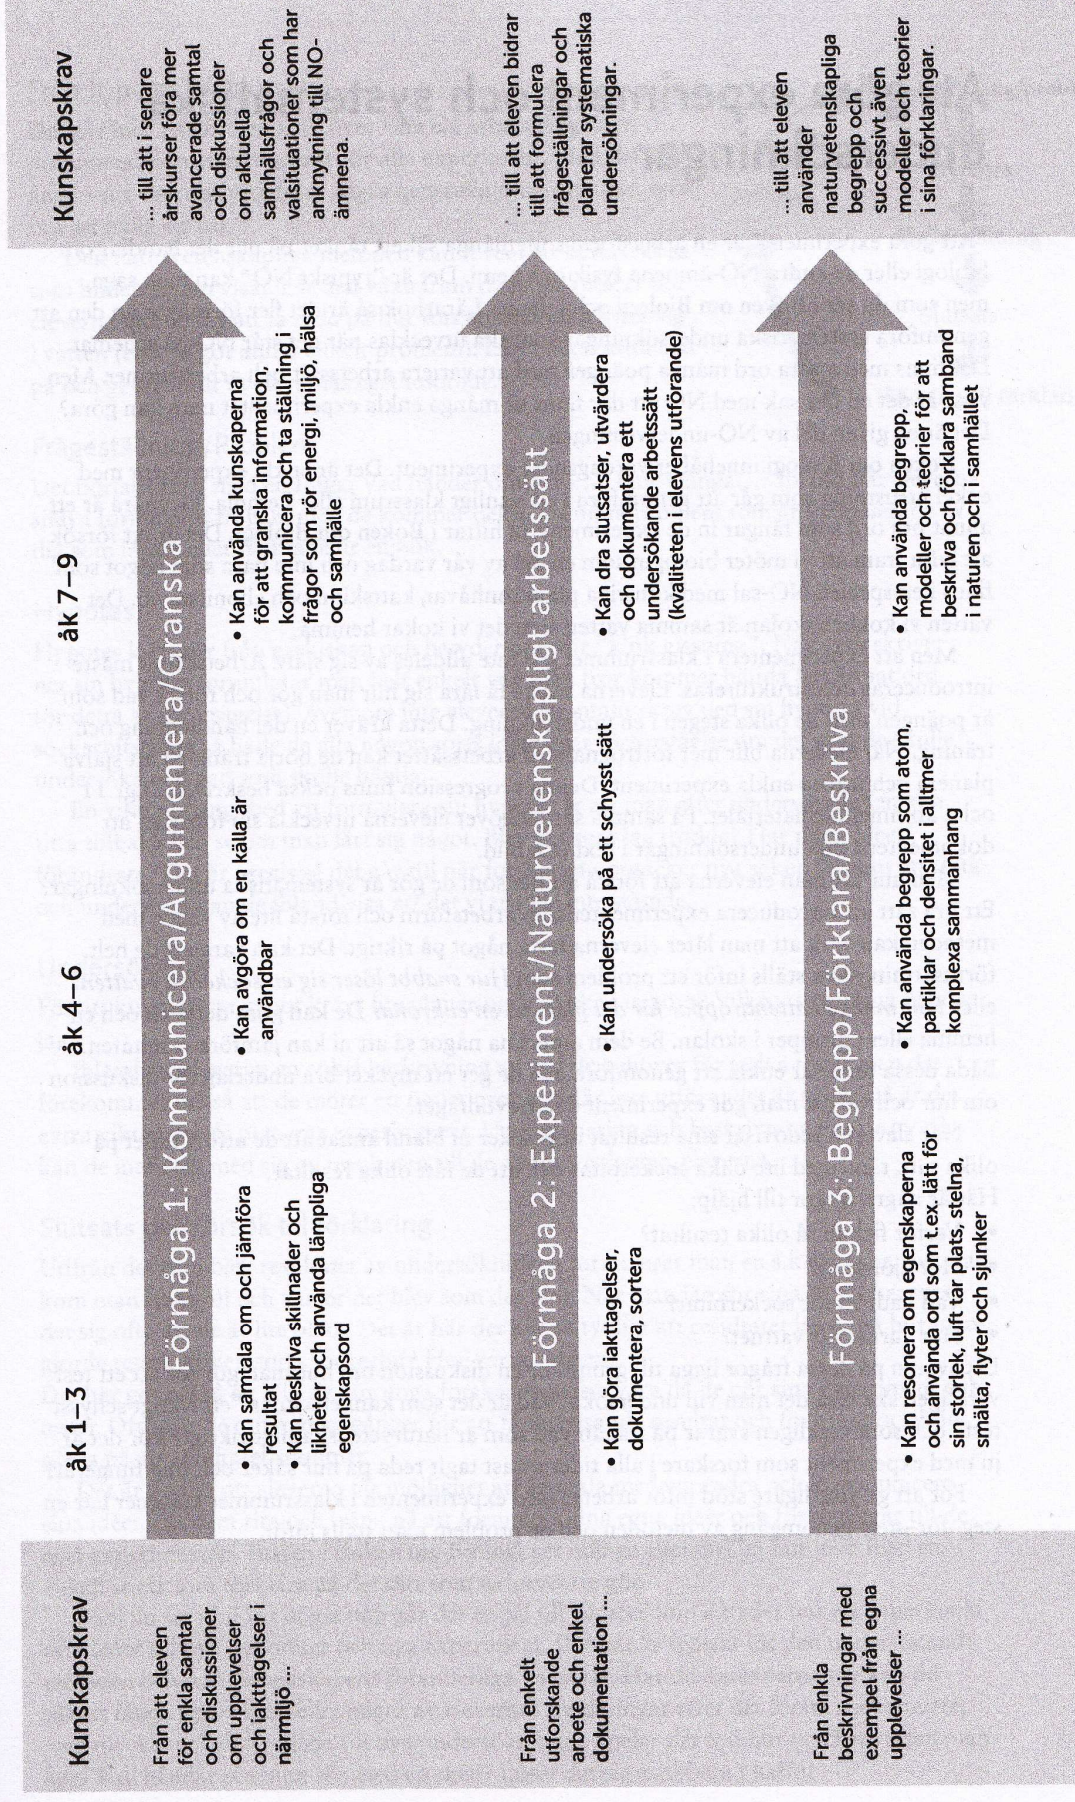 Kunskapskrav
åk 1–3
åk 4–6
åk 7–9
Kunskapskrav
Från att eleven
för enkla samtal
och diskussioner
om upplevelser
och iakttagelser i
närmiljö...
Förmåga 1: Kommunicera/Argumentera/Granska
• Kan samtala om och jämföra
resultat
• Kan beskriva skillnader och
likheter och använda lämpliga
egenskapsord
• Kan avgöra om en källa är
användbar
• Kan använda kunskaperna
för att granska information,
kommunicera och ta ställning i
frågor som rör energi, miljö, hälsa
och samhälle
... till att i senare
årskurser föra mer
avancerade samtal
och diskussioner
om aktuella
samhällsfrågor och
valsituationer som har
anknytning till NO-
ämnena.
Från enkelt
utforskande
arbete och enkel
dokumentation ...
Förmåga 2: Experiment/Naturvetenskapligt arbetssätt
• Kan göra iakttagelser,
dokumentera, sortera
• Kan undersöka på ett schysst sätt
• Kan dra slutsatser, utvärdera
och dokumentera ett
undersökande arbetssätt
(kvaliteten i elevens utförande)
... till att eleven bidrar
till att formulera
frågeställningar och
planerar systematiska
undersökningar.
Från enkla
beskrivningar med
exempel från egna
upplevelser ...
Förmåga 3: Begrepp/Förklara/Beskriva
• Kan resonera om egenskaperna
och använda ord som t.ex. lätt för
sin storlek, luft tar plats, stelna,
smälta, flyter och sjunker
• Kan använda begrepp som atom,
partiklar och densitet i alltmer
komplexa sammanhang
• Kan använda begrepp,
modeller och teorier för att
beskriva och förklara samband
i naturen och i samhället
... till att eleven
använder
naturvetenskapliga
begrepp och
successivt även
modeller och teorier
i sina förklaringar.